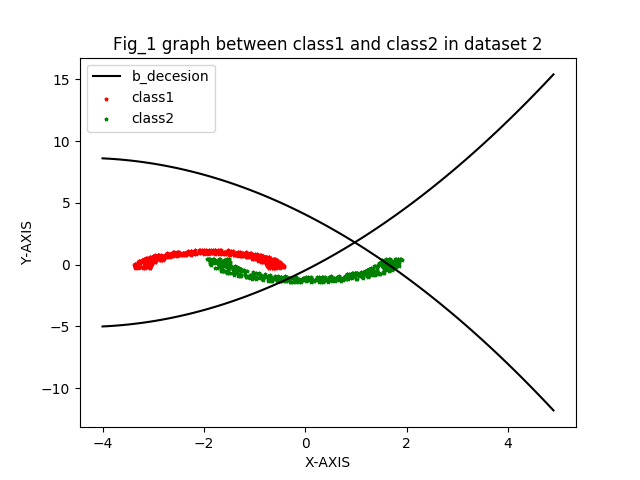 Fig_1 graph between class1 and class2 in dataset 2
b_decesion
class1
class2
15
10
5
0
−5
−10
Y-AXIS
−4
−2
0
2
4
X-AXIS